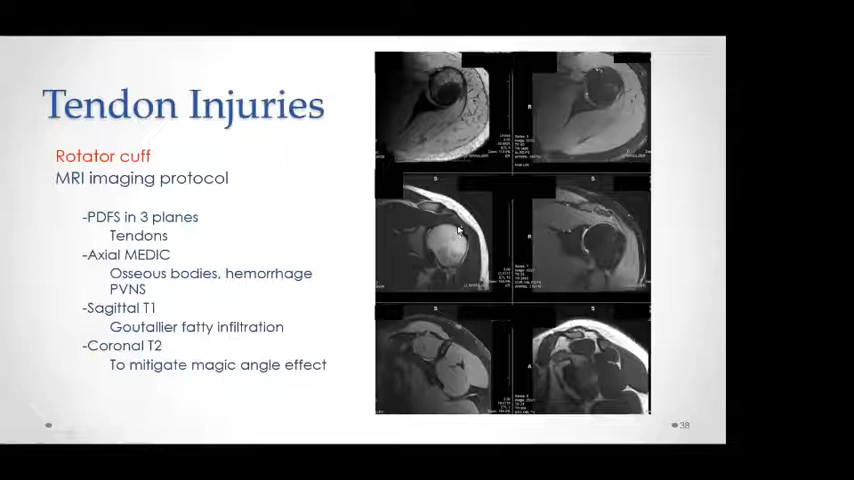 Tendon Injuries
Rotator cuff
MRI imaging protocol
-PDFS in 3 planes
Tendons
-Axial MEDIC
Osseous bodies, hemorrhage
PVNS
-Sagittal T1
Goutallier fatty infiltration
-Coronal T2
To mitigate magic angle effect
38